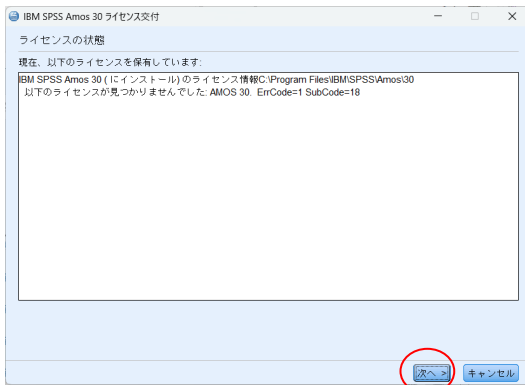 IBM SPSS Amos 30 ライセンス交付
ライセンスの状態
現在、以下のライセンスを保有しています:
IBM SPSS Amos 30 ( にインストール) のライセンス情報C:\Program Files\IBM\SPSS\Amos\30
以下のライセンスが見つかりませんでした: AMOS 30. ErrCode=1 SubCode=18
次へ > キャンセル